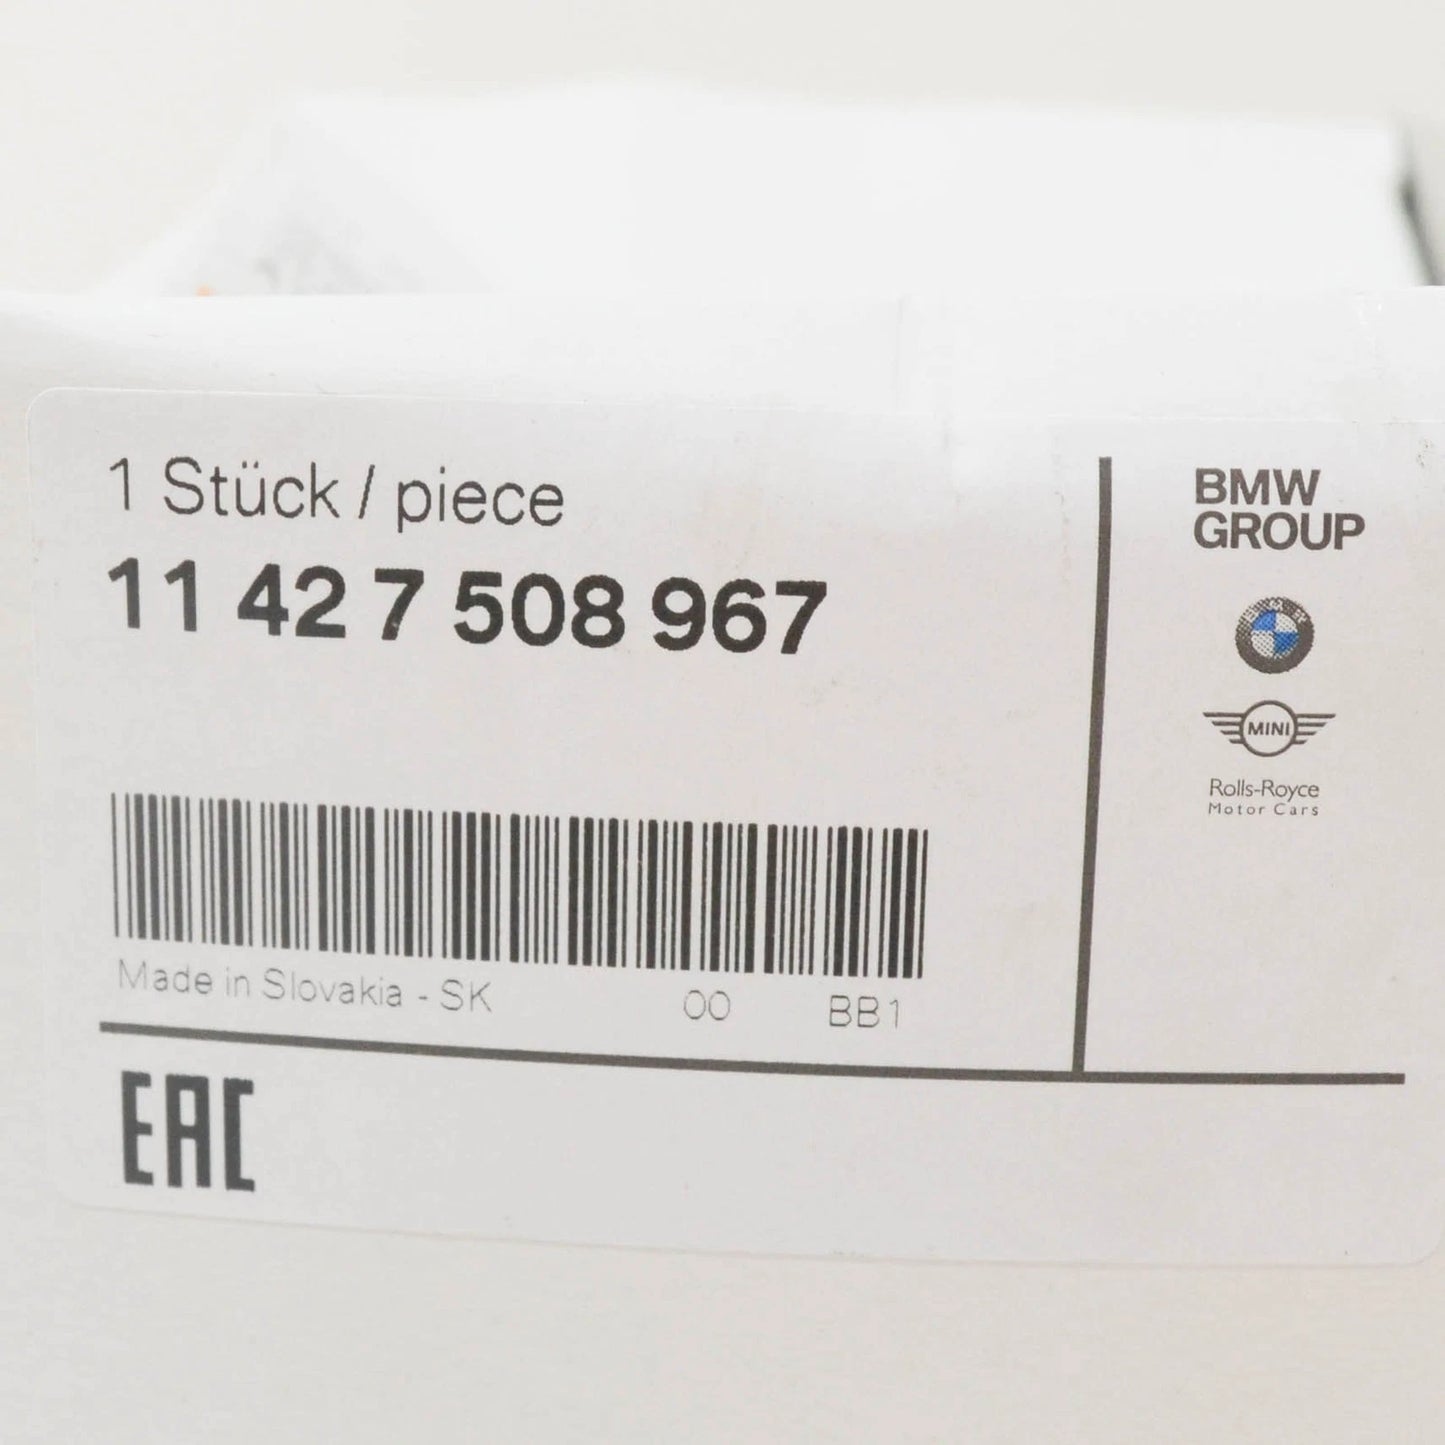 1 Stück / piece
11 42 7 508 967
Made in Slovakia - SK 00 BB1
EAC
BMW
GROUP
MINI
Rolls-Royce
Motor Cars